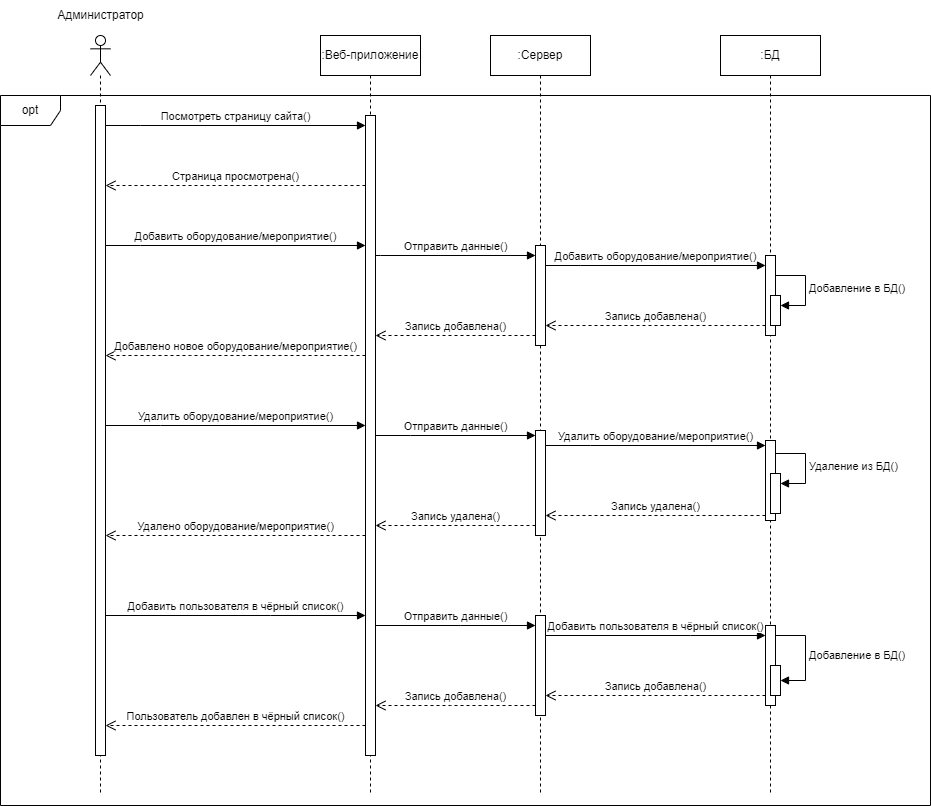 Администратор
:Веб-приложение
:Сервер
:БД
opt
Посмотреть страницу сайта()
Страница просмотрена()
Добавить оборудование/мероприятие()
Отправить данные()
Добавить оборудование/мероприятие()
Добавление в БД()
Запись добавлена()
Запись добавлена()
Добавлено новое оборудование/мероприятие()
Удалить оборудование/мероприятие()
Отправить данные()
Удалить оборудование/мероприятие()
Удаление из БД()
Запись удалена()
Запись удалена()
Удалено оборудование/мероприятие()
Добавить пользователя в чёрный список()
Отправить данные()
Добавить пользователя в чёрный список()
Добавление в БД()
Запись добавлена()
Запись добавлена()
Пользователь добавлен в чёрный список()